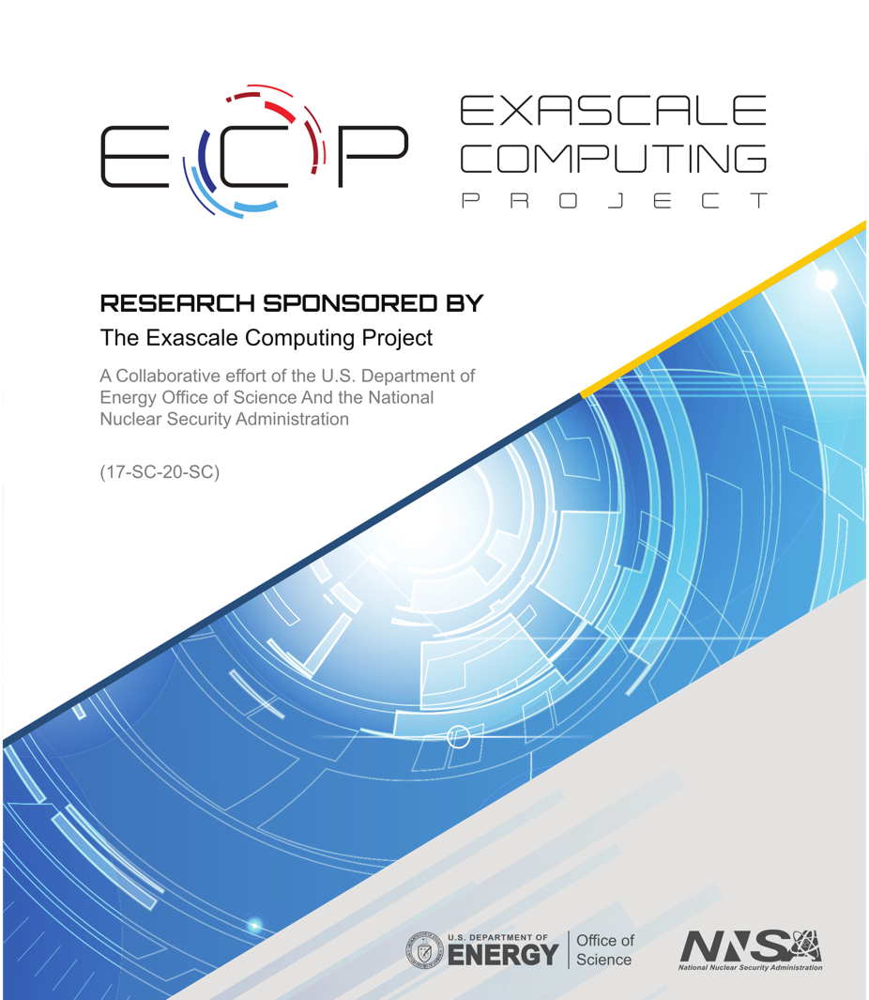 ECP
EXASCALE
COMPUTING
PROJECT
RESEARCH SPONSORED BY
The Exascale Computing Project
A Collaborative effort of the U.S. Department of
Energy Office of Science And the National
Nuclear Security Administration
(17-SC-20-SC)
U.S. DEPARTMENT OF
ENERGY
Office of
Science
NNSA
National Nuclear Security Administration